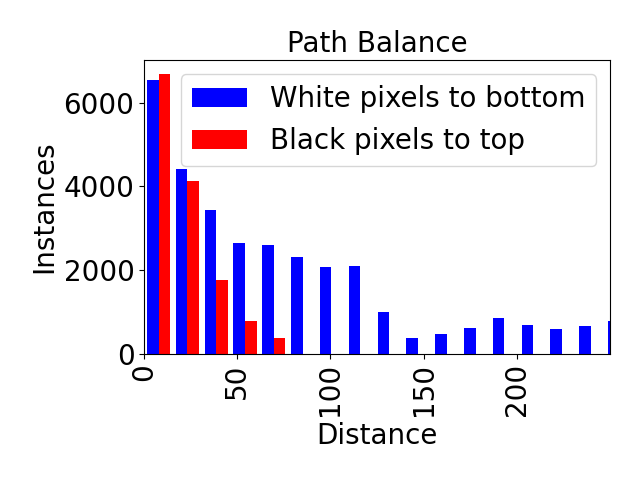 Path Balance
White pixels to bottom
Black pixels to top
Instances
6000
4000
2000
0
0
50
100
150
200
Distance